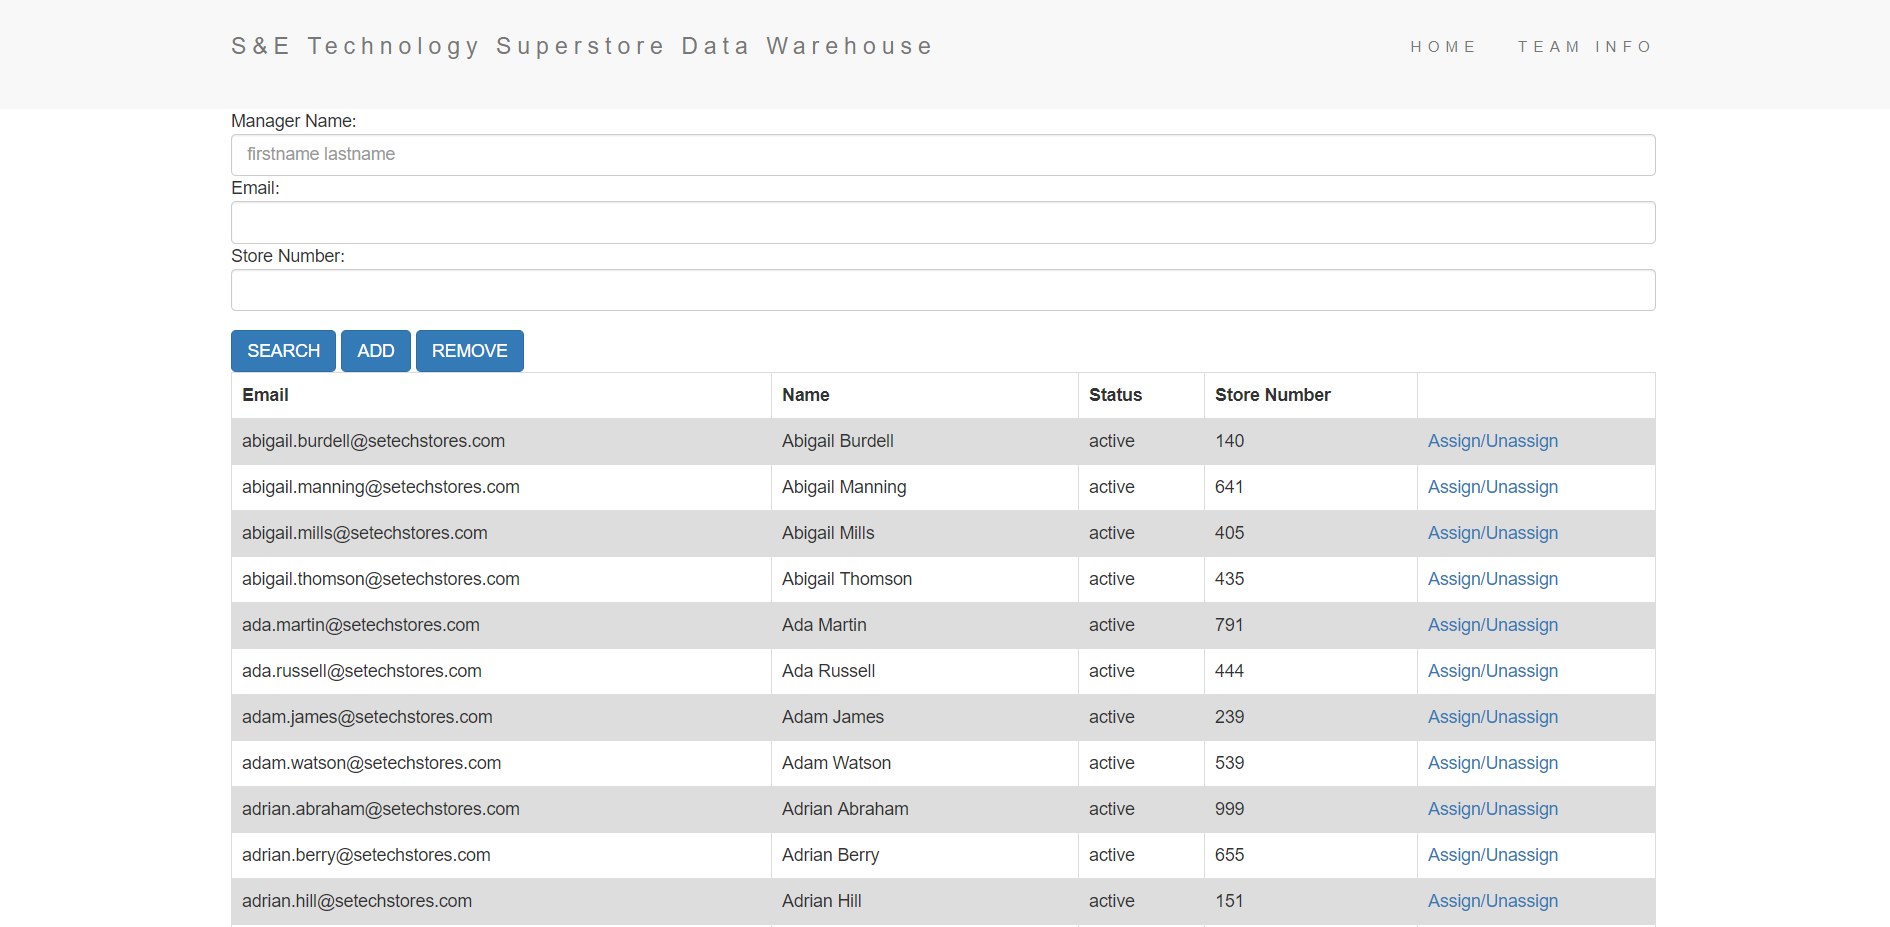 S&E Technology Superstore Data Warehouse HOME TEAM INFO
Manager Name:
firstname lastname
Email:
Store Number:
SEARCH ADD REMOVE
Email Name Status Store Number
abigail.burdell@setechstores.com Abigail Burdell active 140 Assign/Unassign
abigail.manning@setechstores.com Abigail Manning active 641 Assign/Unassign
abigail.mills@setechstores.com Abigail Mills active 405 Assign/Unassign
abigail.thomson@setechstores.com Abigail Thomson active 435 Assign/Unassign
ada.martin@setechstores.com Ada Martin active 791 Assign/Unassign
ada.russell@setechstores.com Ada Russell active 444 Assign/Unassign
adam.james@setechstores.com Adam James active 239 Assign/Unassign
adam.watson@setechstores.com Adam Watson active 539 Assign/Unassign
adrian.abraham@setechstores.com Adrian Abraham active 999 Assign/Unassign
adrian.berry@setechstores.com Adrian Berry active 655 Assign/Unassign
adrian.hill@setechstores.com Adrian Hill active 151 Assign/Unassign